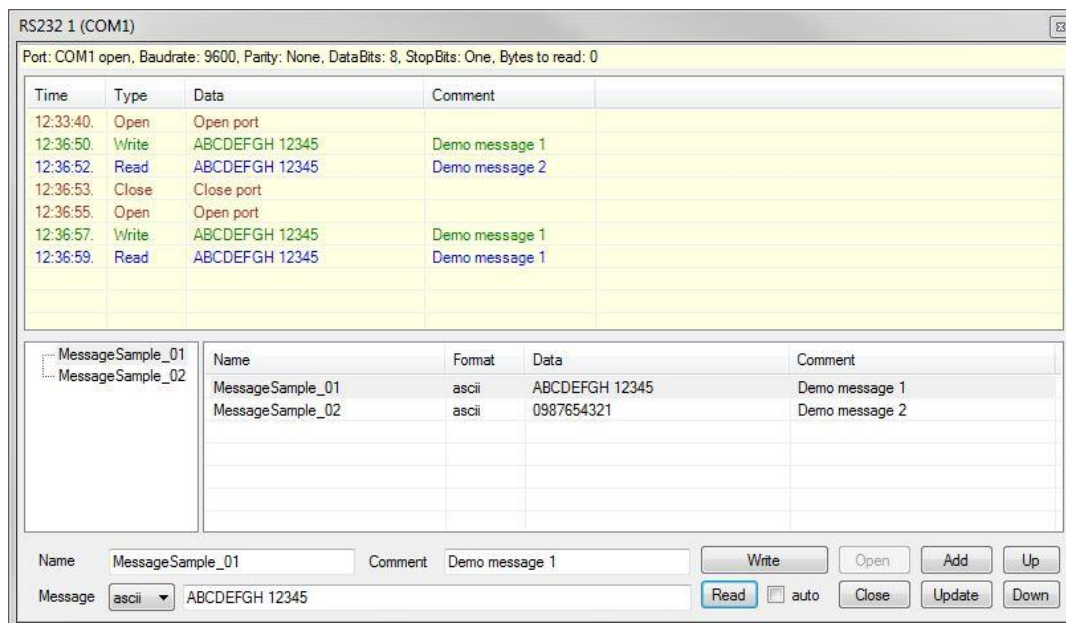 RS232 1 (COM1)
Port: COM1 open, Baudrate: 9600, Parity: None, DataBits: 8, StopBits: One, Bytes to read: 0
Time Type Data Comment
12:33:40. Open Open port
12:36:50. Write ABCDEFGH 12345 Demo message 1
12:36:52. Read ABCDEFGH 12345 Demo message 2
12:36:53. Close Close port
12:36:55. Open Open port
12:36:57. Write ABCDEFGH 12345 Demo message 1
12:36:59. Read ABCDEFGH 12345 Demo message 1
MessageSample_01
MessageSample_02
Name Format Data Comment
MessageSample_01 ascii ABCDEFGH 12345 Demo message 1
MessageSample_02 ascii 0987654321 Demo message 2
Name MessageSample_01 Comment Demo message 1 Write Open Add Up
Message ascii ABCDEFGH 12345 Read auto Close Update Down